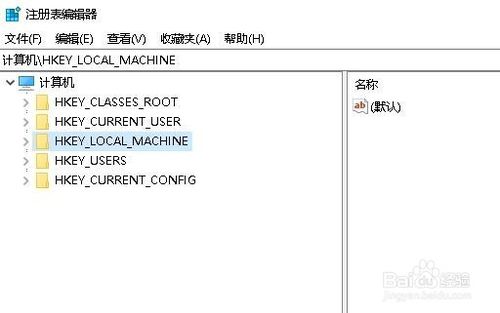 注册表编辑器
文件(F) 编辑(E) 查看(V) 收藏夹(A) 帮助(H)
计算机\HKEY_LOCAL_MACHINE
计算机
HKEY_CLASSES_ROOT
HKEY_CURRENT_USER
HKEY_LOCAL_MACHINE
HKEY_USERS
HKEY_CURRENT_CONFIG
名称
ab (默认)
Baidu 经验
jingyan.baidu.com